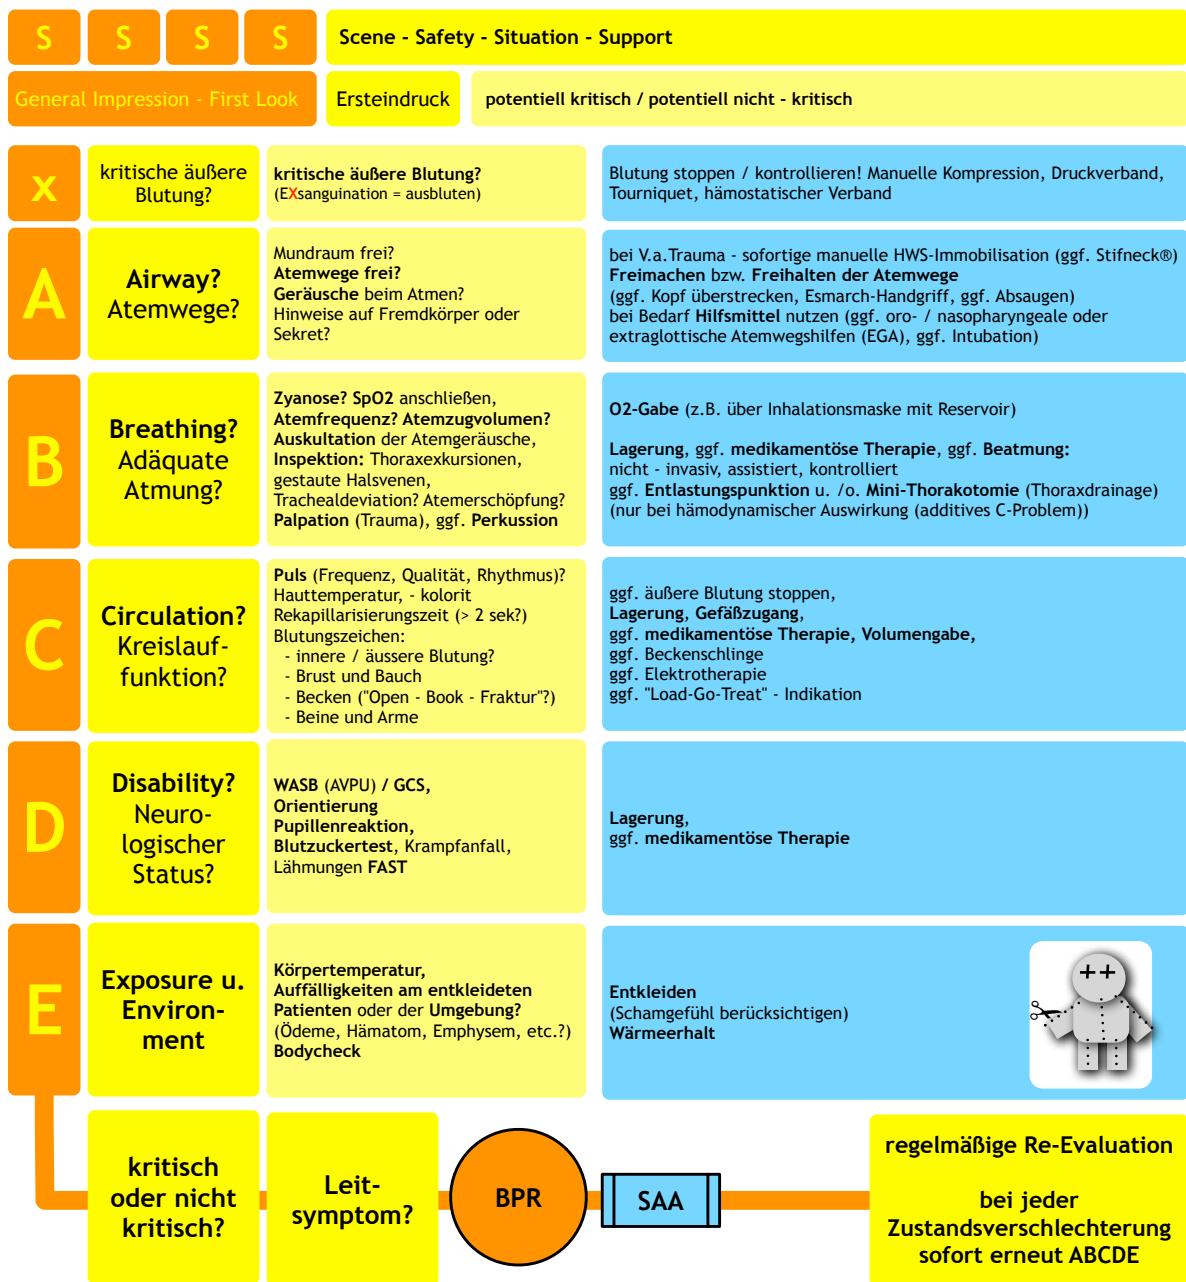 S S S S
Scene - Safety - Situation - Support
General Impression - First Look
Ersteindruck
potentiell kritisch / potentiell nicht - kritisch
x
kritische äußere
Blutung?
kritische äußere Blutung?
(EXsanguination = ausbluten)
Blutung stoppen / kontrollieren! Manuelle Kompression, Druckverband,
Tourniquet, hämostatischer Verband
A
Airway?
Atemwege?
Mundraum frei?
Atemwege frei?
Geräusche beim Atmen?
Hinweise auf Fremdkörper oder
Sekret?
bei V.a.Trauma - sofortige manuelle HWS-Immobilisation (ggf. Stifneck®)
Freimachen bzw. Freihalten der Atemwege
(ggf. Kopf überstrecken, Esmarch-Handgriff, ggf. Absaugen)
bei Bedarf Hilfsmittel nutzen (ggf. oro- / nasopharyngeale oder
extraglottische Atemwegshilfen (EGA), ggf. Intubation)
B
Breathing?
Adäquate
Atmung?
Zyanose? SpO2 anschließen,
Atemfrequenz? Atemzugvolumen?
Auskultation der Atemgeräusche,
Inspektion: Thoraxexkursionen,
gestaute Halsvenen,
Trachealdeviation? Atemerschöpfung?
Palpation (Trauma), ggf. Perkussion
O2-Gabe (z.B. über Inhalationsmaske mit Reservoir)
Lagerung, ggf. medikamentöse Therapie, ggf. Beatmung:
nicht - invasiv, assistiert, kontrolliert
ggf. Entlastungspunktion u. /o. Mini-Thorakotomie (Thoraxdrainage)
(nur bei hämodynamischer Auswirkung (additives C-Problem))
C
Circulation?
Kreislauf-
funktion?
Puls (Frequenz, Qualität, Rhythmus)?
Hauttemperatur, - kolorit
Rekapillarisierungszeit (> 2 sek?)
Blutungszeichen:
- innere / äussere Blutung?
- Brust und Bauch
- Becken ("Open - Book - Fraktur"?)
- Beine und Arme
ggf. äußere Blutung stoppen,
Lagerung, Gefäßzugang,
ggf. medikamentöse Therapie, Volumengabe,
ggf. Beckenschlinge
ggf. Elektrotherapie
ggf. "Load-Go-Treat" - Indikation
D
Disability?
Neuro-
logischer
Status?
WASB (AVPU) / GCS,
Orientierung
Pupillenreaktion,
Blutzuckertest, Krampfanfall,
Lähmungen FAST
Lagerung,
ggf. medikamentöse Therapie
E
Exposure u.
Environ-
ment
Körpertemperatur,
Auffälligkeiten am entkleideten
Patienten oder der Umgebung?
(Ödeme, Hämatom, Emphysem, etc.?)
Bodycheck
Entkleiden
(Schamgefühl berücksichtigen)
Wärmeerhalt
kritisch
oder nicht
kritisch?
Leit-
symptom?
BPR
SAA
regelmäßige Re-Evaluation
bei jeder
Zustandsverschlechterung
sofort erneut ABCDE